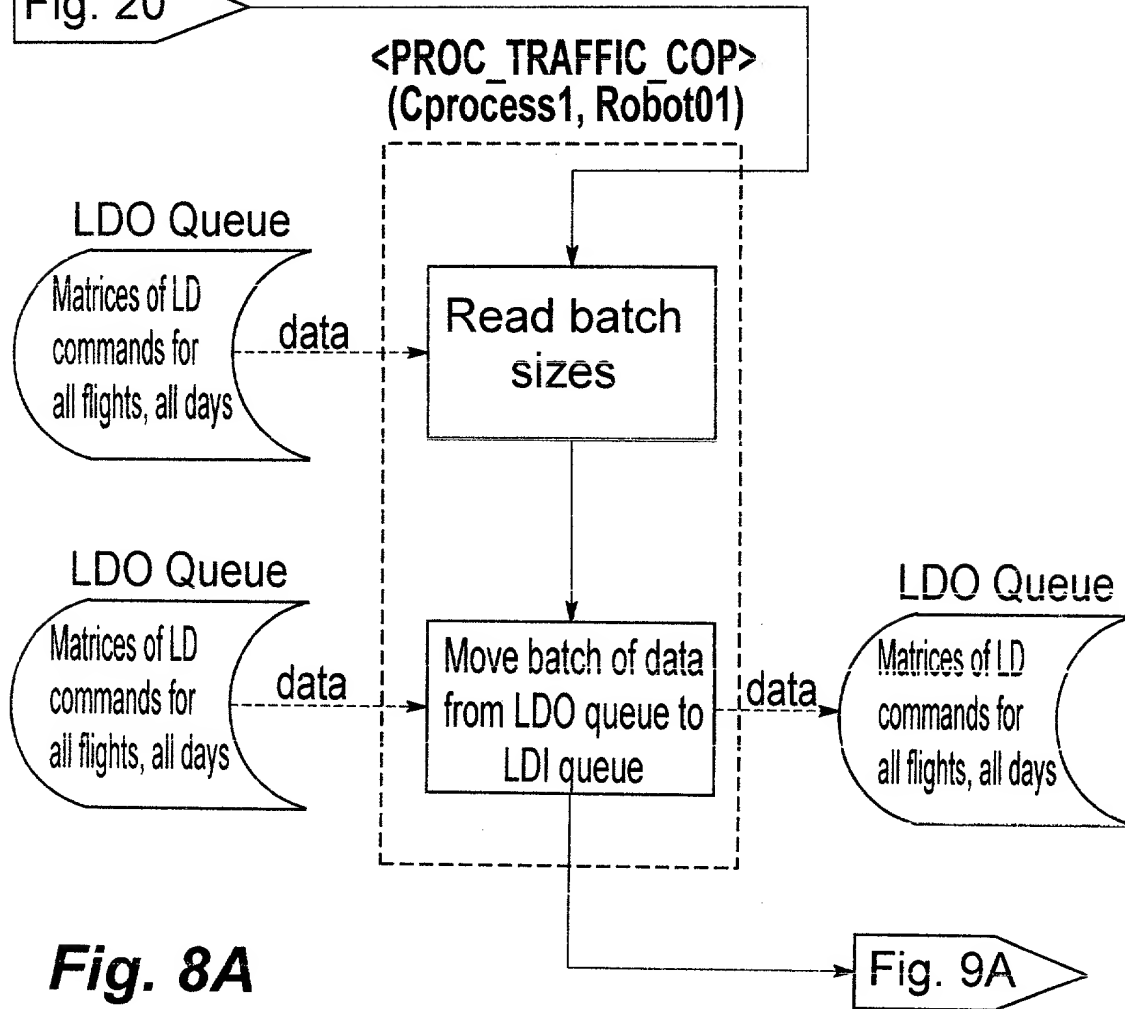 Fig. 20
<PROC_TRAFFIC_COP>
(Cprocess1, Robot01)
LDO Queue
Matrices of LD
commands for
all flights, all days
data
Read batch
sizes
LDO Queue
Matrices of LD
commands for
all flights, all days
data
Move batch of data
from LDO queue to
LDI queue
data
LDO Queue
Matrices of LD
commands for
all flights, all days
Fig. 8A
Fig. 9A